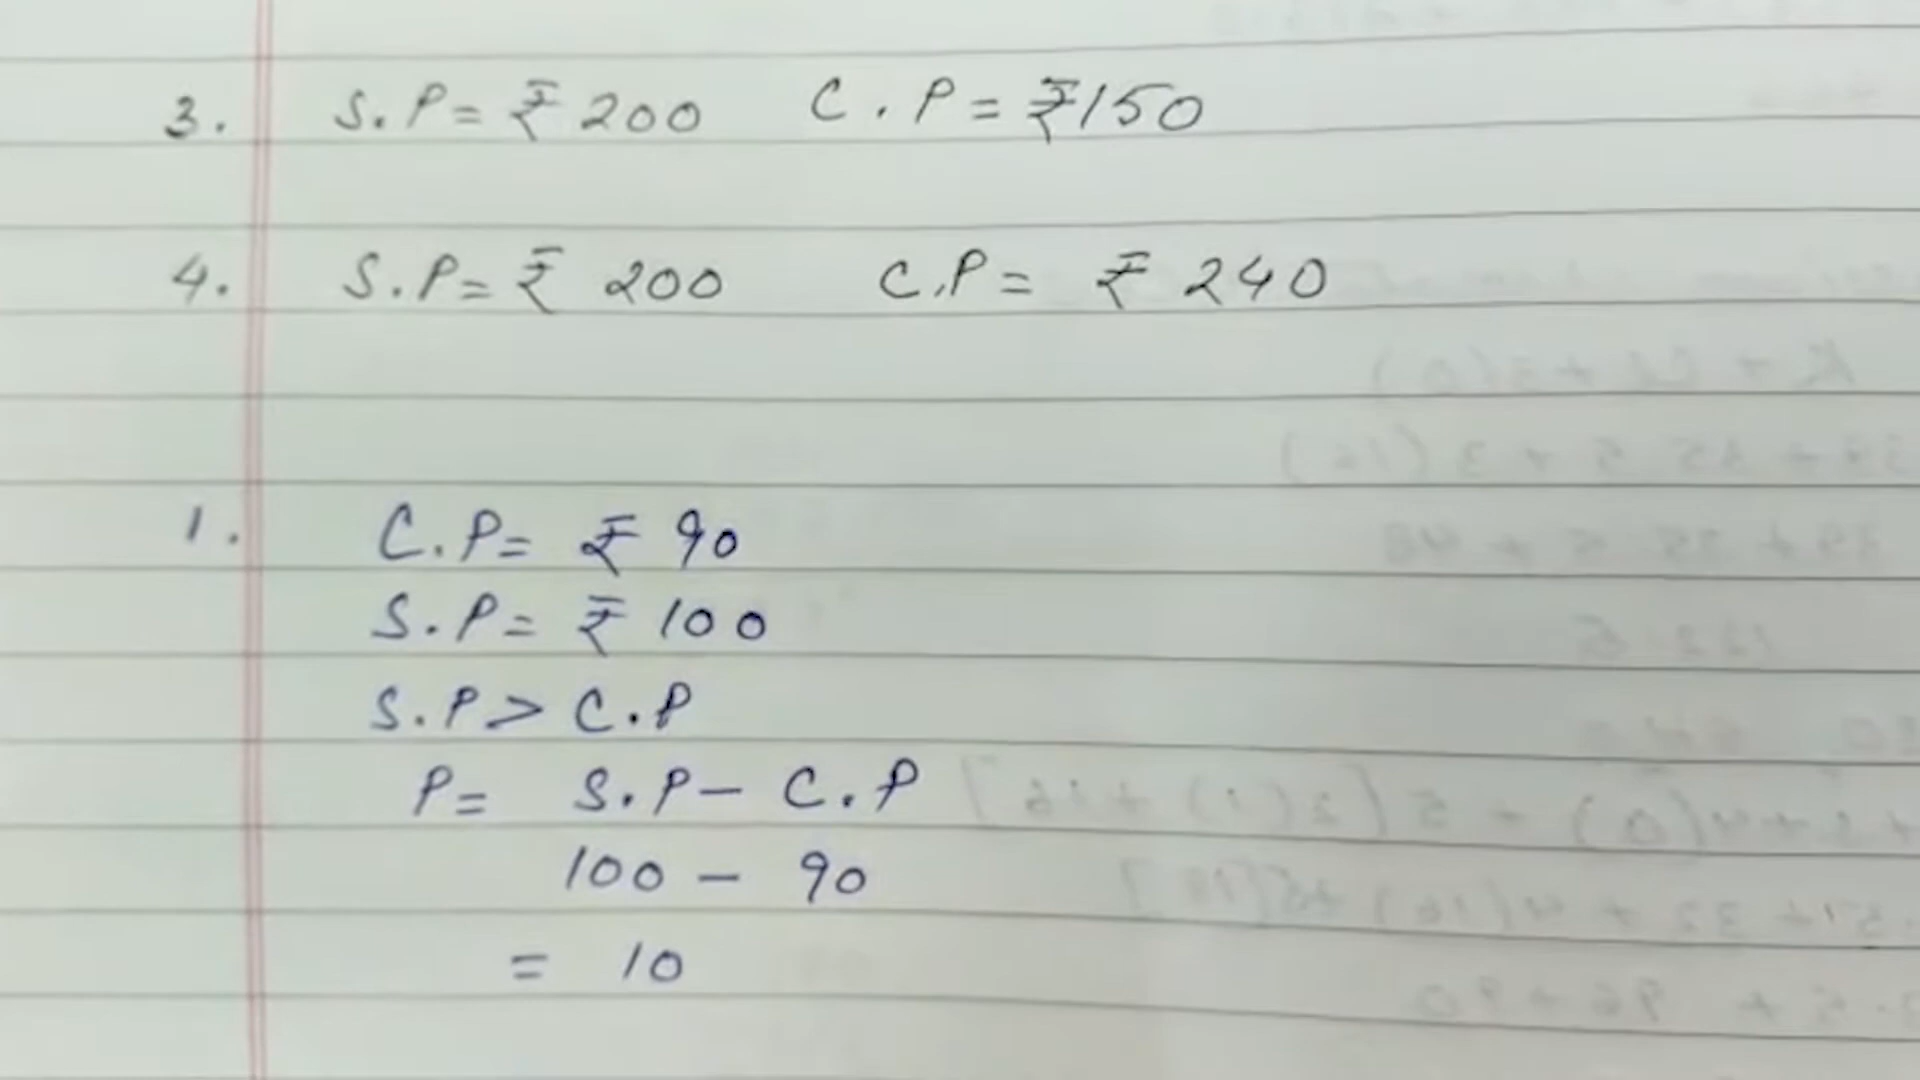 3. S.P = ₹ 200 C.P = ₹150
4. S.P = ₹ 200 C.P = ₹ 240
1. C.P = ₹ 90
S.P = ₹ 100
S.P > C.P
P = S.P - C.P
100 - 90
= 10